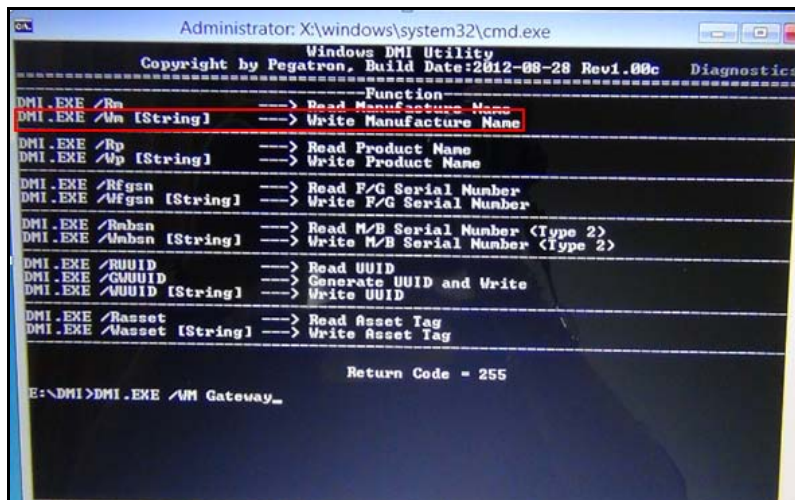 Administrator: X:\windows\system32\cmd.exe
Windows DMI Utility
Copyright by Pegatron, Build Date:2012-08-28 Rev1.00c Diagnostics
Function
DMI.EXE /Rm ---> Read Manufacture Name
DMI.EXE /Wm [String] ---> Write Manufacture Name
DMI.EXE /Rp ---> Read Product Name
DMI.EXE /Wp [String] ---> Write Product Name
DMI.EXE /Rfgsn ---> Read F/G Serial Number
DMI.EXE /Wfgsn [String] ---> Write F/G Serial Number
DMI.EXE /Rmbsn ---> Read M/B Serial Number (Type 2)
DMI.EXE /Wmbsn [String] ---> Write M/B Serial Number (Type 2)
DMI.EXE /RUUID ---> Read UUID
DMI.EXE /GWUUID ---> Generate UUID and Write
DMI.EXE /WUUID [String] ---> Write UUID
DMI.EXE /Rasset ---> Read Asset Tag
DMI.EXE /Wasset [String] ---> Write Asset Tag
Return Code = 255
E:\DMI>DMI.EXE /WM Gateway_